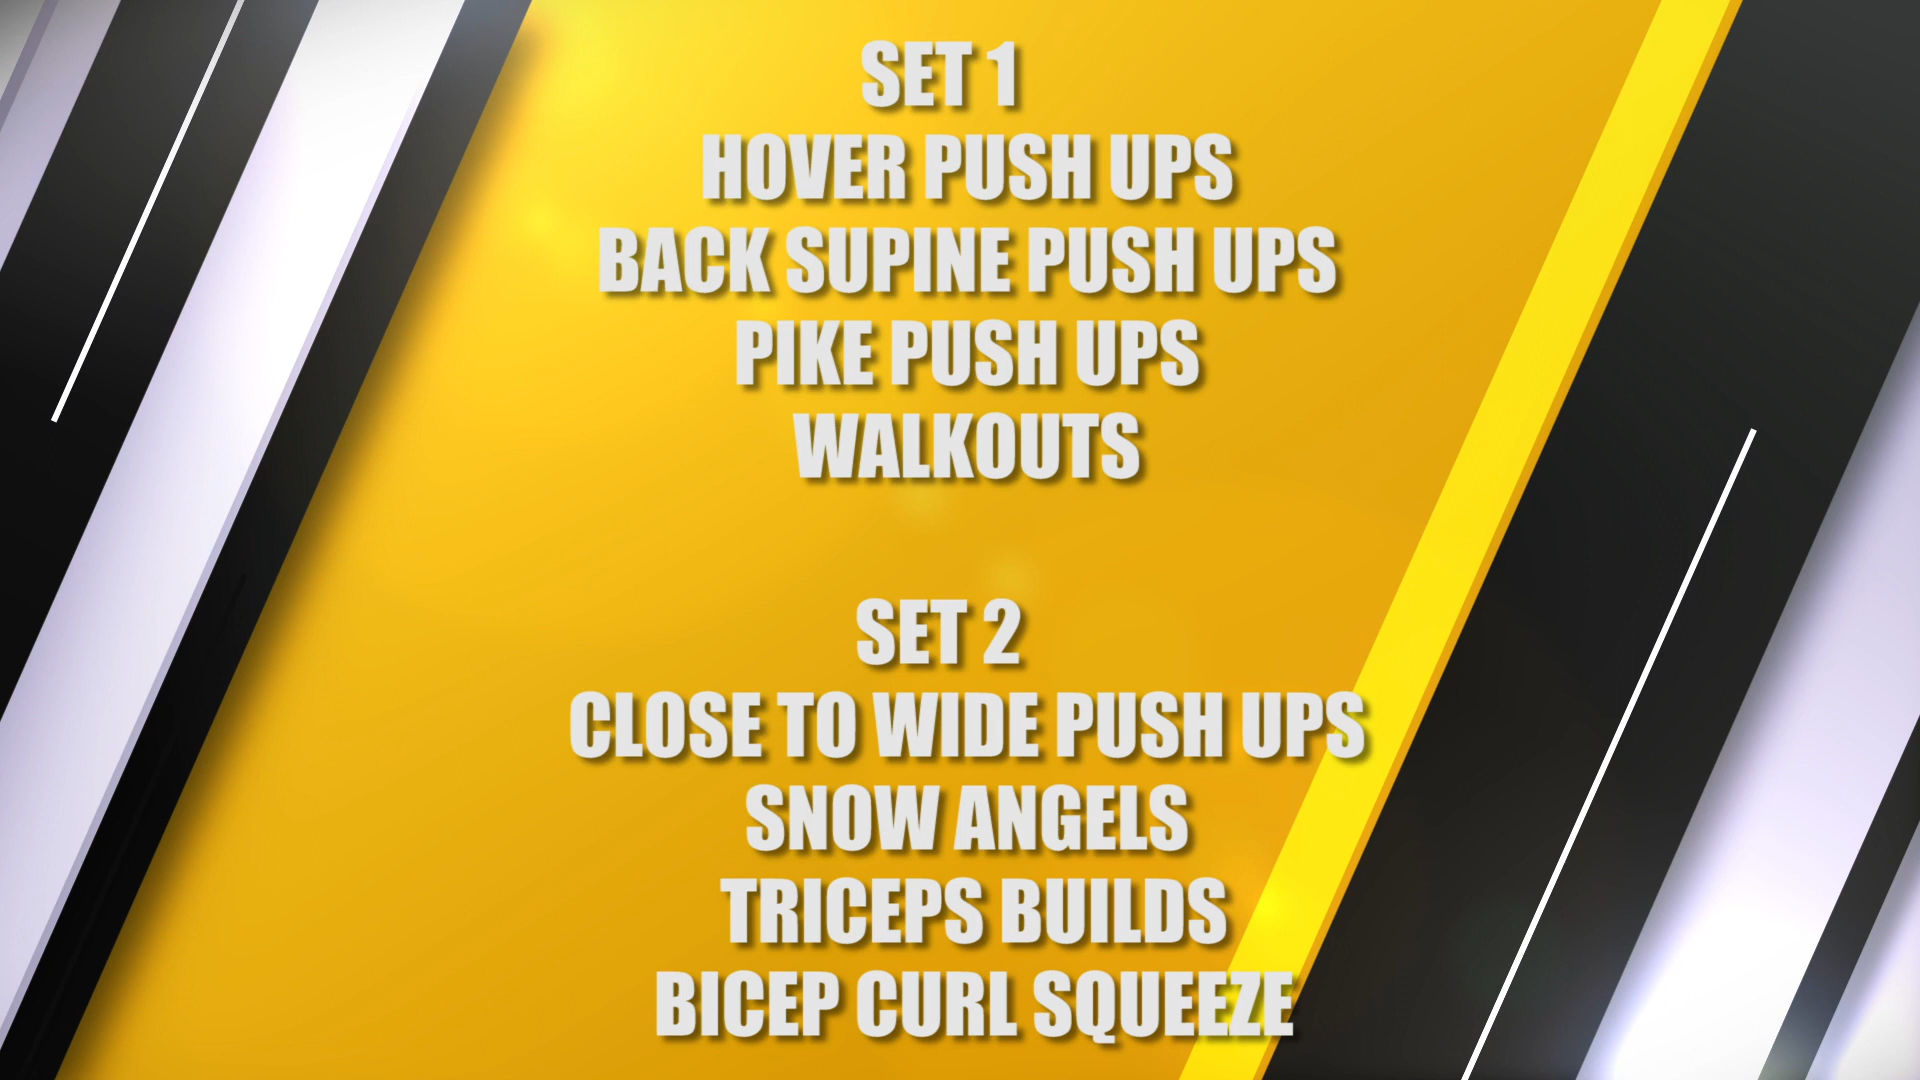 SET 1
HOVER PUSH UPS
BACK SUPINE PUSH UPS
PIKE PUSH UPS
WALKOUTS
SET 2
CLOSE TO WIDE PUSH UPS
SNOW ANGELS
TRICEPS BUILDS
BICEP CURL SQUEEZE